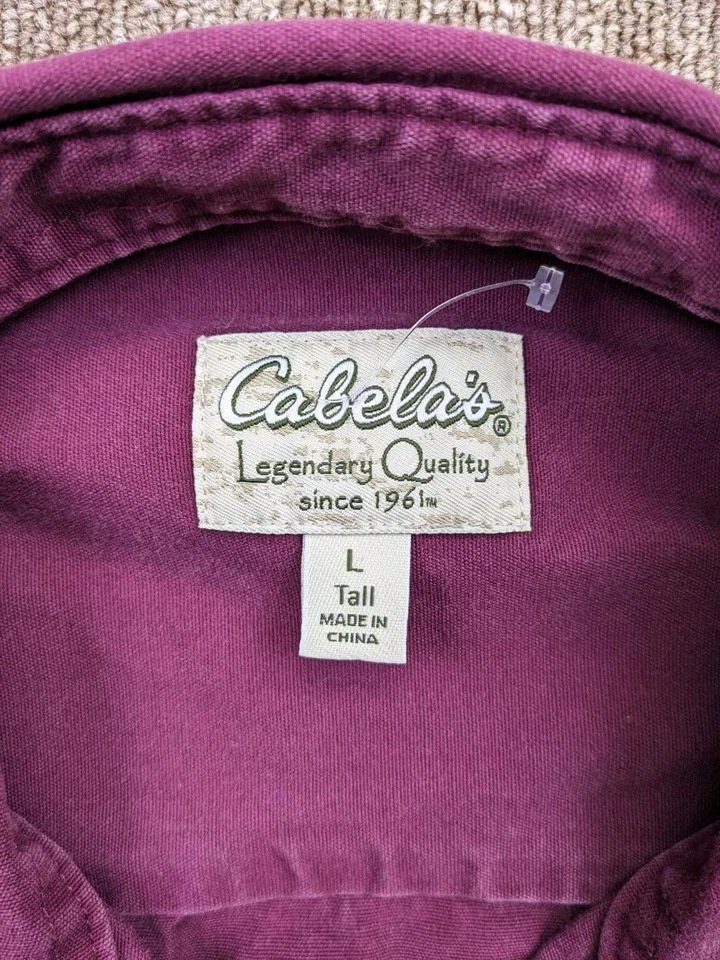 Cabela's®
Legendary Quality
since 1961™
L
Tall
MADE IN
CHINA